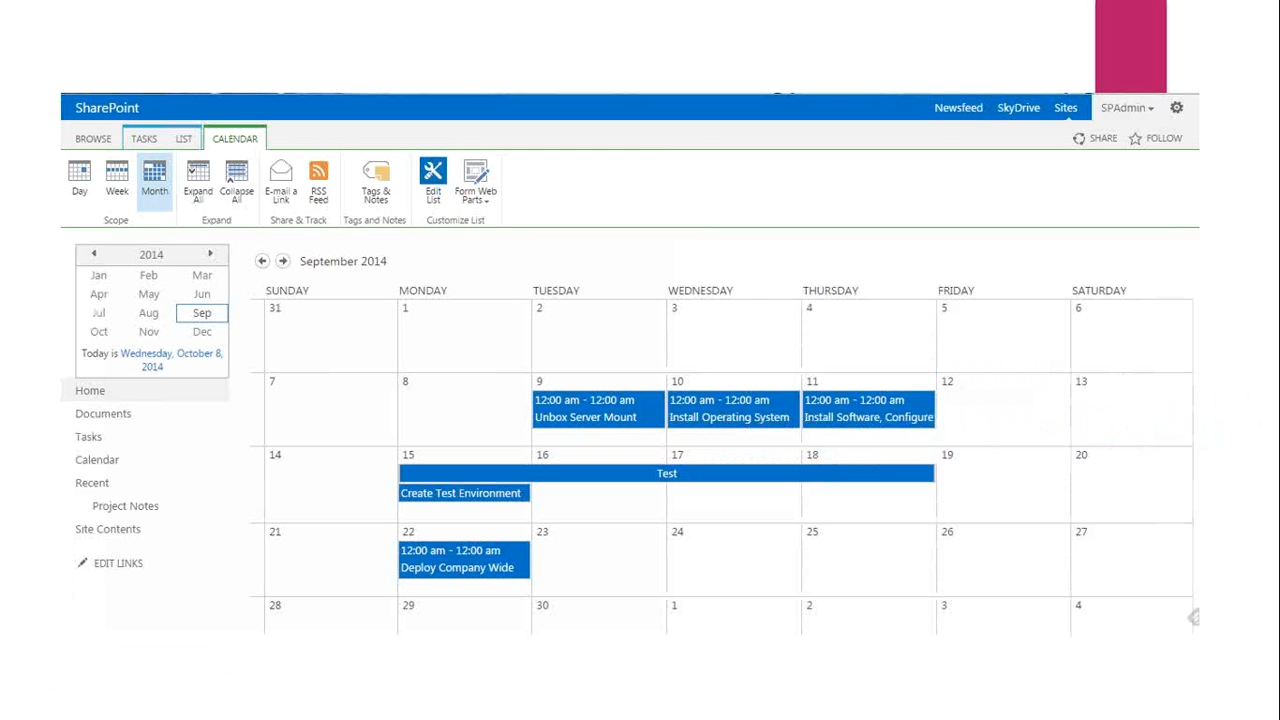 SharePoint
Newsfeed SkyDrive Sites SPAdmin
BROWSE TASKS LIST CALENDAR
SHARE FOLLOW
Day Week Month
Scope
Expand All
Collapse All
Expand
E-mail a Link
RSS Feed
Share & Track
Tags & Notes
Tags and Notes
Edit List
Form Web Parts
Customize List
2014
Jan Feb Mar
Apr May Jun
Jul Aug Sep
Oct Nov Dec
Today is Wednesday, October 8,
2014
Home
Documents
Tasks
Calendar
Recent
Project Notes
Site Contents
EDIT LINKS
September 2014
SUNDAY MONDAY TUESDAY WEDNESDAY THURSDAY FRIDAY SATURDAY
31 1 2 3 4 5 6
7 8 9 10 11 12 13
12:00 am - 12:00 am 12:00 am - 12:00 am 12:00 am - 12:00 am
Unbox Server Mount Install Operating System Install Software, Configure
14 15 16 17 18 19 20
Test
Create Test Environment
21 22 23 24 25 26 27
12:00 am - 12:00 am
Deploy Company Wide
28 29 30 1 2 3 4